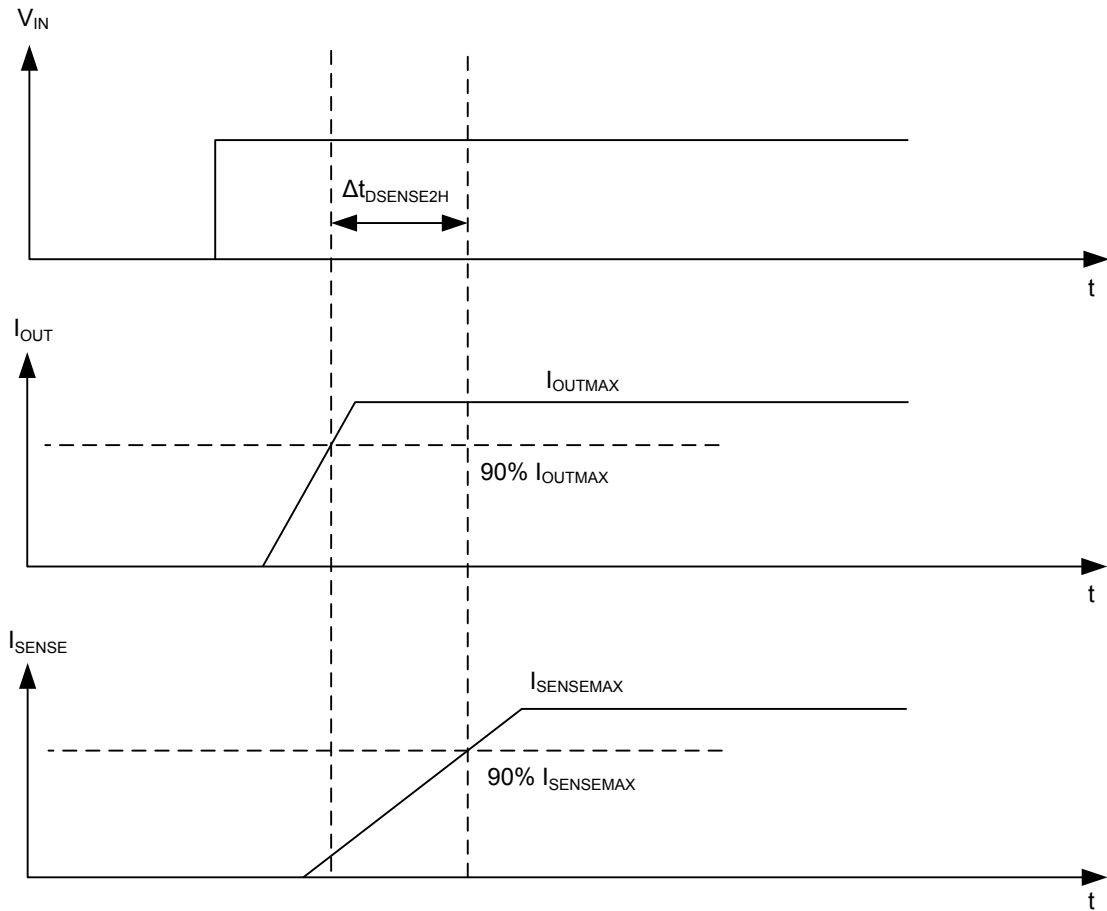 V_IN
Δt_DSENSE2H
t
I_OUT
I_OUTMAX
90% I_OUTMAX
t
I_SENSE
I_SENSEMAX
90% I_SENSEMAX
t